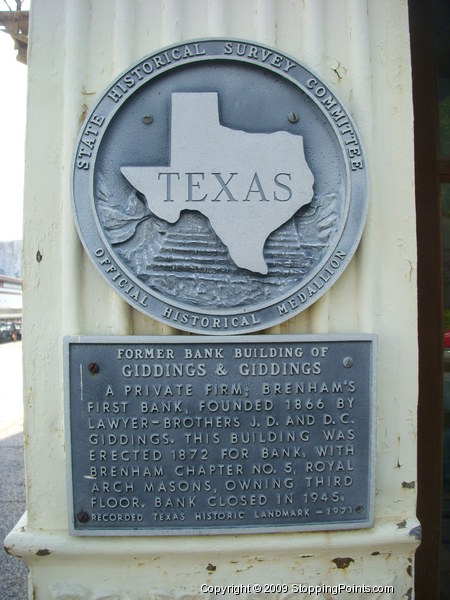 STATE HISTORICAL SURVEY COMMITTEE
TEXAS
OFFICIAL HISTORICAL MEDALLION
FORMER BANK BUILDING OF
GIDDINGS & GIDDINGS
A PRIVATE FIRM; BRENHAM'S
FIRST BANK, FOUNDED 1866 BY
LAWYER-BROTHERS J.D. AND D.C.
GIDDINGS. THIS BUILDING WAS
ERECTED 1872 FOR BANK, WITH
BRENHAM CHAPTER NO. 5, ROYAL
ARCH MASONS, OWNING THIRD
FLOOR. BANK CLOSED IN 1945.
RECORDED TEXAS HISTORIC LANDMARK - 1971
Copyright © 2009 StoppingPoints.com